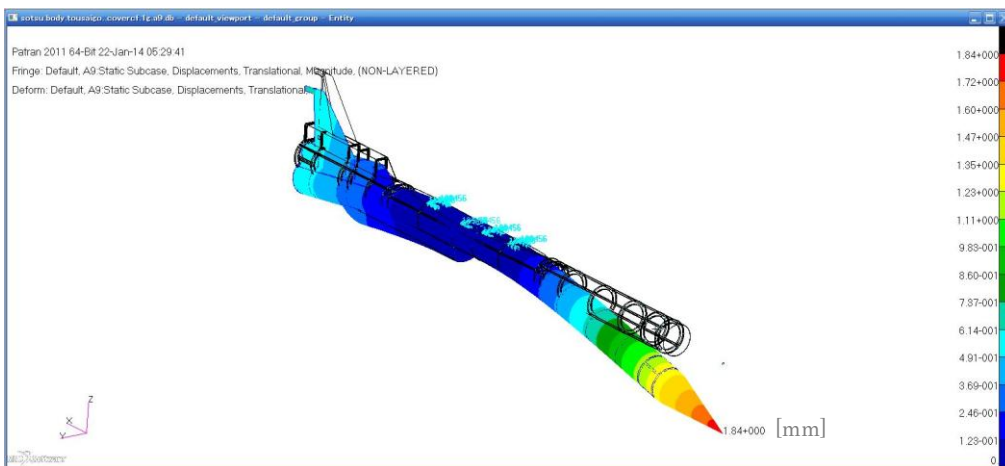 sotsu.body.tousaigo..coverct.1g.a9.db - default_viewport - default_group - Entity
Patran 2011 64-Bit 22-Jan-14 05:29:41
Fringe: Default, A9:Static Subcase, Displacements, Translational, Magnitude, (NON-LAYERED)
Deform: Default, A9:Static Subcase, Displacements, Translational,
1.84+000
1.72+000
1.60+000
1.47+000
1.35+000
1.23+000
1.11+000
9.83-001
8.60-001
7.37-001
6.14-001
4.91-001
3.69-001
2.46-001
1.23-001
0
1.84+000 [mm]
Z
X
Y